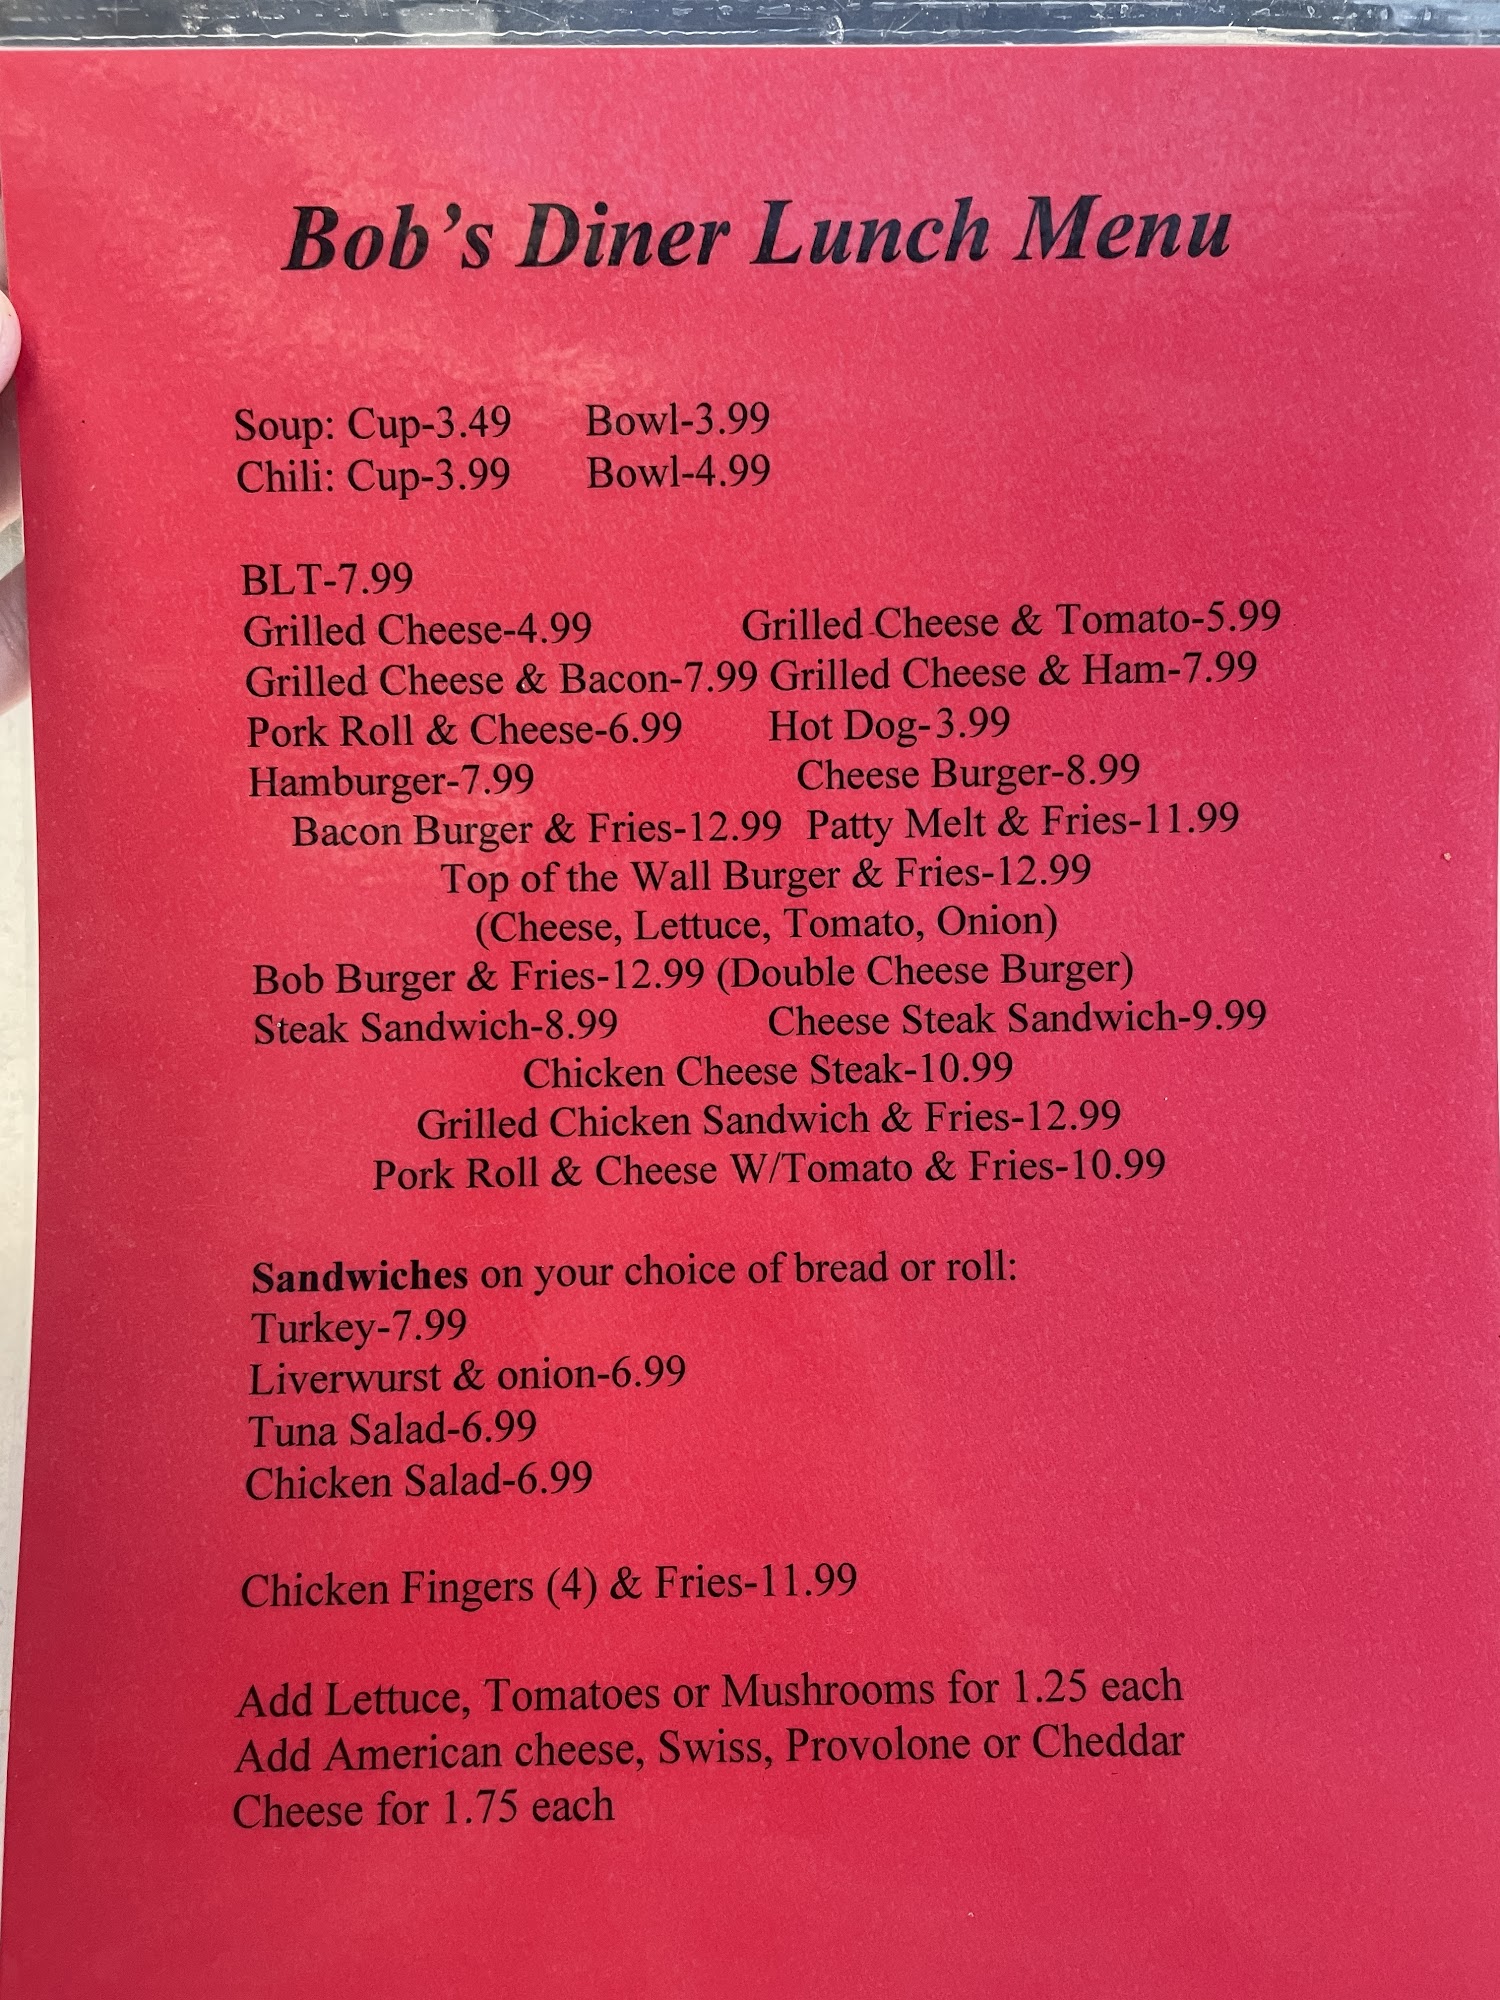 Bob's Diner Lunch Menu
Soup: Cup-3.49 Bowl-3.99
Chili: Cup-3.99 Bowl-4.99
BLT-7.99
Grilled Cheese-4.99 Grilled Cheese & Tomato-5.99
Grilled Cheese & Bacon-7.99 Grilled Cheese & Ham-7.99
Pork Roll & Cheese-6.99 Hot Dog-3.99
Hamburger-7.99 Cheese Burger-8.99
Bacon Burger & Fries-12.99 Patty Melt & Fries-11.99
Top of the Wall Burger & Fries-12.99
(Cheese, Lettuce, Tomato, Onion)
Bob Burger & Fries-12.99 (Double Cheese Burger)
Steak Sandwich-8.99 Cheese Steak Sandwich-9.99
Chicken Cheese Steak-10.99
Grilled Chicken Sandwich & Fries-12.99
Pork Roll & Cheese W/Tomato & Fries-10.99
Sandwiches on your choice of bread or roll:
Turkey-7.99
Liverwurst & onion-6.99
Tuna Salad-6.99
Chicken Salad-6.99
Chicken Fingers (4) & Fries-11.99
Add Lettuce, Tomatoes or Mushrooms for 1.25 each
Add American cheese, Swiss, Provolone or Cheddar
Cheese for 1.75 each